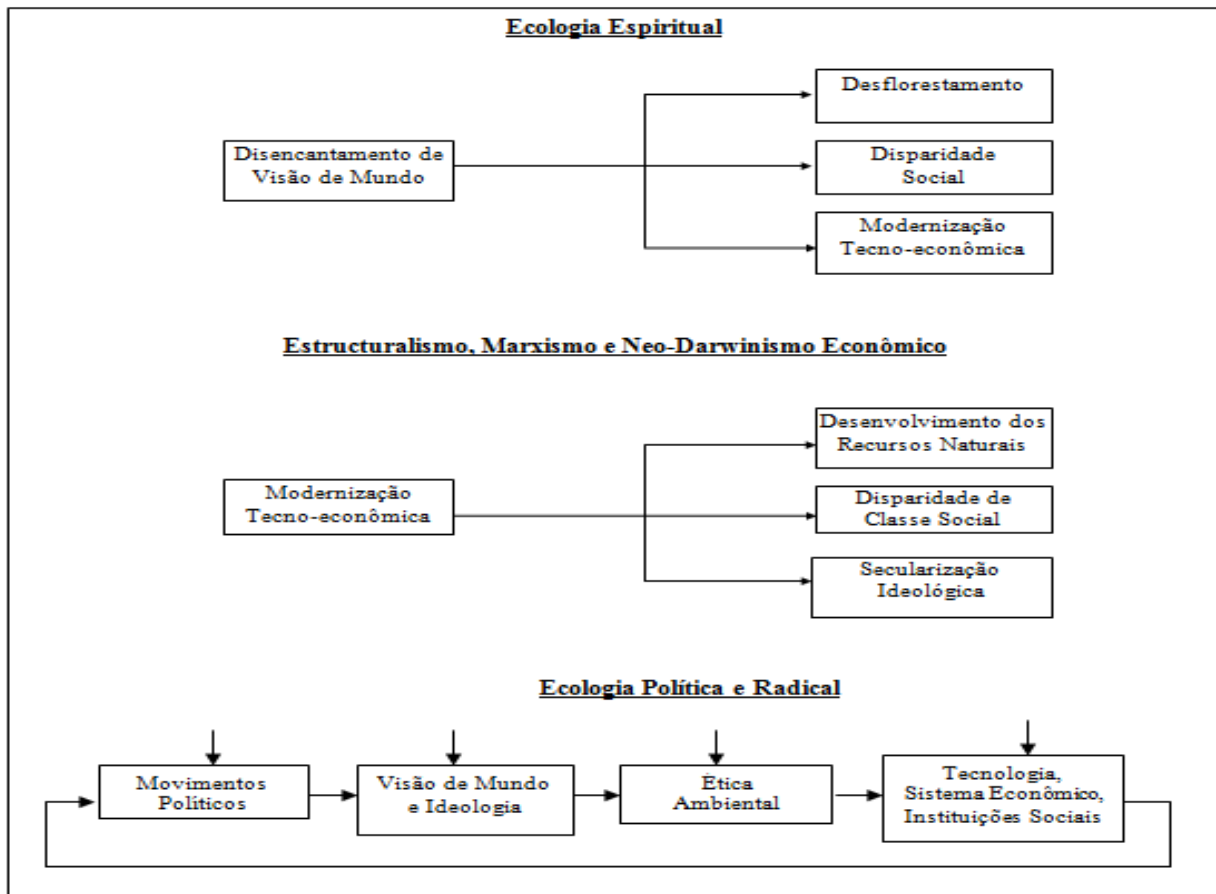 Ecologia Espiritual
Desflorestamento
Disencantamento de
Visão de Mundo
Disparidade
Social
Modernização
Tecno-econômica
Estructuralismo, Marxismo e Neo-Darwinismo Econômico
Desenvolvimento dos
Recursos Naturais
Modernização
Tecno-econômica
Disparidade de
Classe Social
Secularização
Ideológica
Ecologia Política e Radical
Movimentos
Políticos
Visão de Mundo
e Ideologia
Ética
Ambiental
Tecnologia,
Sistema Econômico,
Instituições Sociais